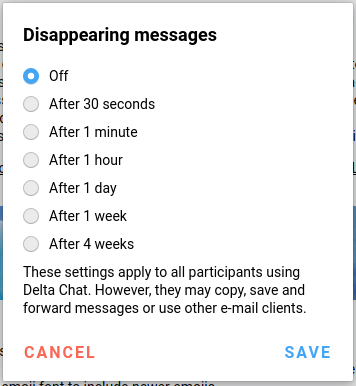 Disappearing messages
Off
After 30 seconds
After 1 minute
After 1 hour
After 1 day
After 1 week
After 4 weeks
These settings apply to all participants using
Delta Chat. However, they may copy, save and
forward messages or use other e-mail clients.
CANCEL SAVE